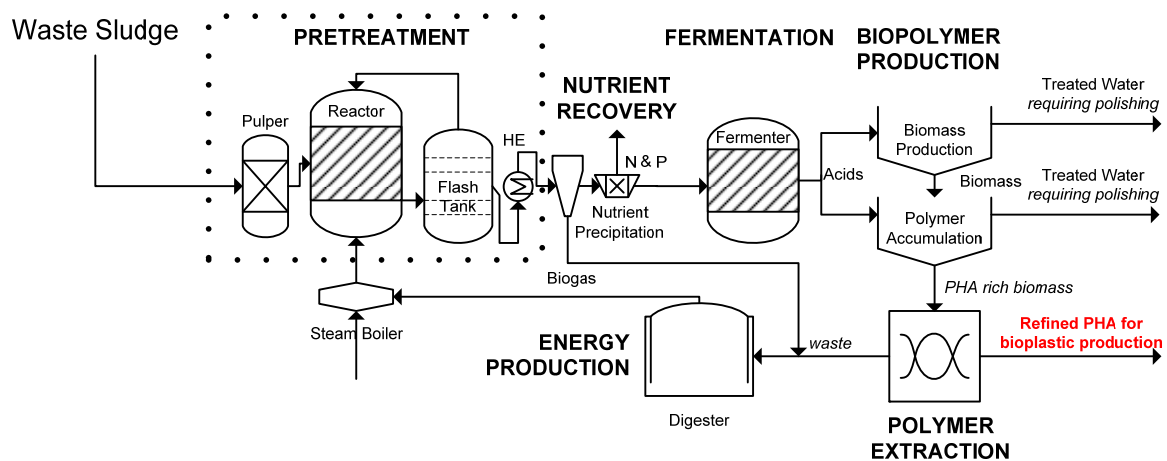 Waste Sludge
PRETREATMENT
Pulper
Reactor
Flash
Tank
HE
NUTRIENT
RECOVERY
N & P
Nutrient
Precipitation
FERMENTATION
Fermenter
Acids
BIOPOLYMER
PRODUCTION
Biomass
Production
Treated Water
requiring polishing
Biomass
Polymer
Accumulation
Treated Water
requiring polishing
PHA rich biomass
Refined PHA for
bioplastic production
POLYMER
EXTRACTION
waste
Digester
ENERGY
PRODUCTION
Biogas
Steam Boiler